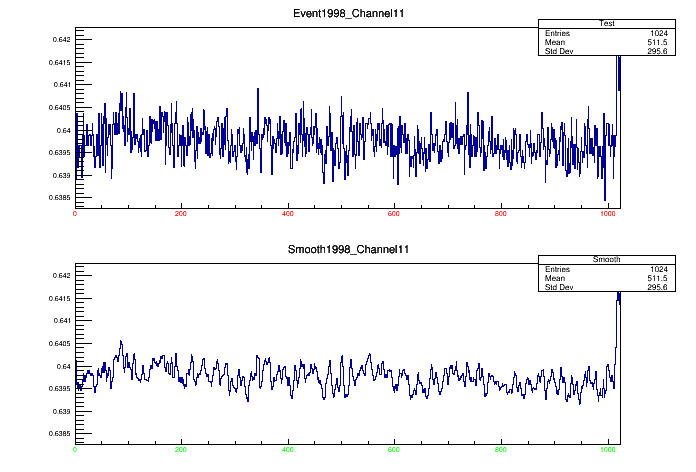 Event1998_Channel11
Test
Entries 1024
Mean 511.5
Std Dev 295.6
0.642
0.6415
0.641
0.6405
0.64
0.6395
0.639
0.6385
0 200 400 600 800 1000
Smooth1998_Channel11
Smooth
Entries 1024
Mean 511.5
Std Dev 295.6
0.642
0.6415
0.641
0.6405
0.64
0.6395
0.639
0.6385
0 200 400 600 800 1000